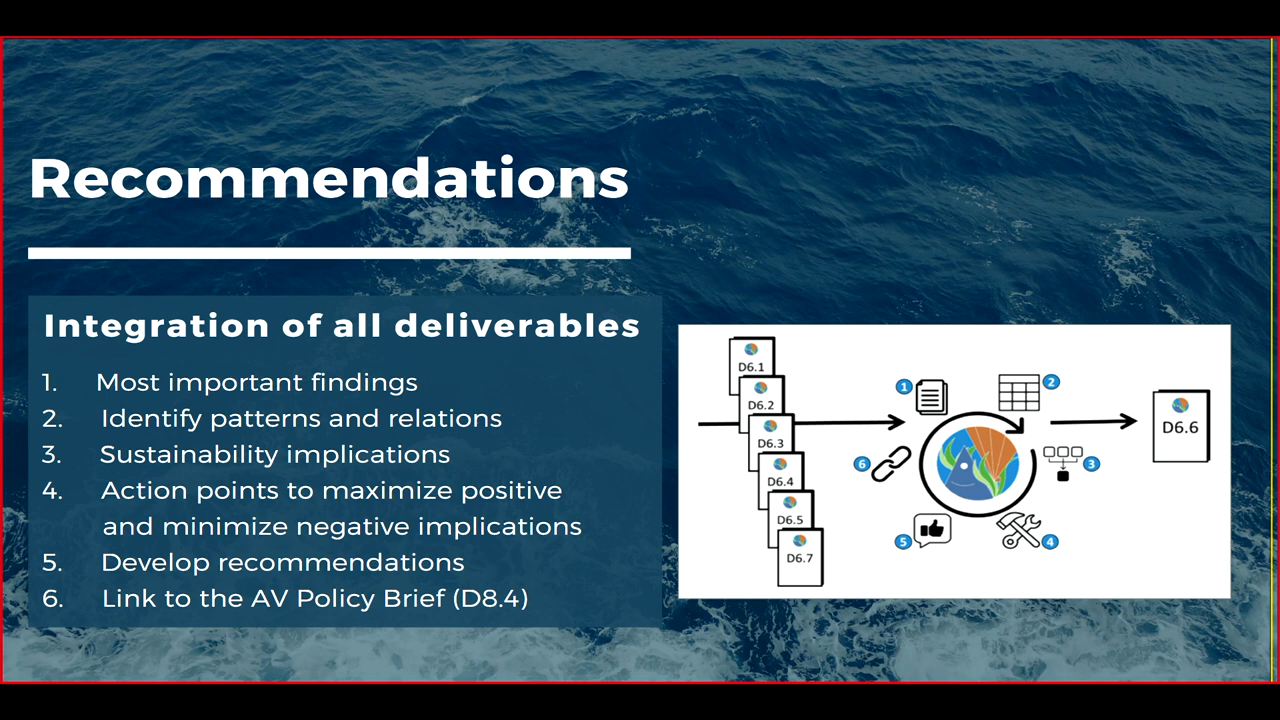 Recommendations
Integration of all deliverables
1. Most important findings
2. Identify patterns and relations
3. Sustainability implications
4. Action points to maximize positive
and minimize negative implications
5. Develop recommendations
6. Link to the AV Policy Brief (D8.4)
D6.1
D6.2
D6.3
D6.4
D6.5
D6.7
1
2
3
4
5
6
D6.6